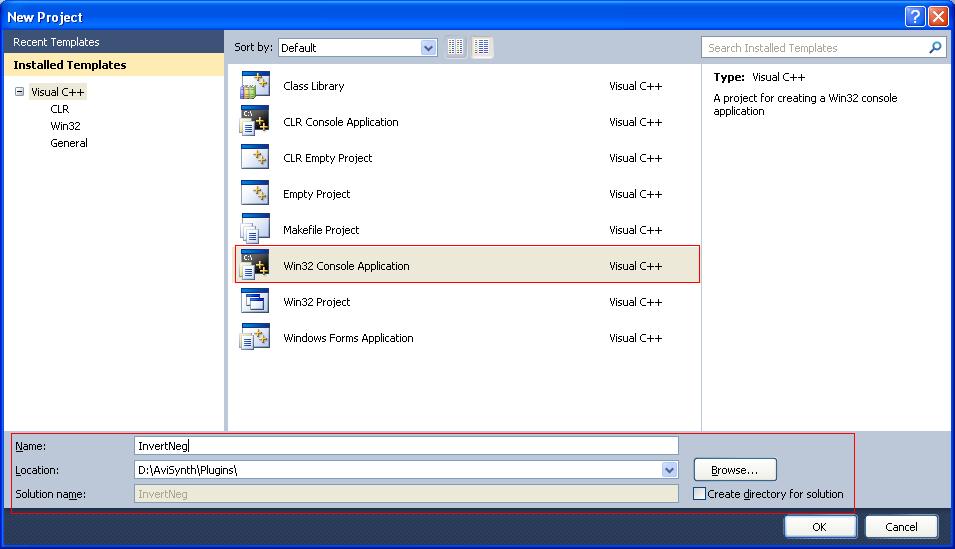 New Project
Recent Templates
Installed Templates
Visual C++
CLR
Win32
General
Sort by: Default
Search Installed Templates
Class Library Visual C++
CLR Console Application Visual C++
CLR Empty Project Visual C++
Empty Project Visual C++
Makefile Project Visual C++
Win32 Console Application Visual C++
Win32 Project Visual C++
Windows Forms Application Visual C++
Type: Visual C++
A project for creating a Win32 console
application
Name: InvertNeg
Location: D:\AviSynth\Plugins\ Browse...
Solution name: InvertNeg Create directory for solution
OK Cancel